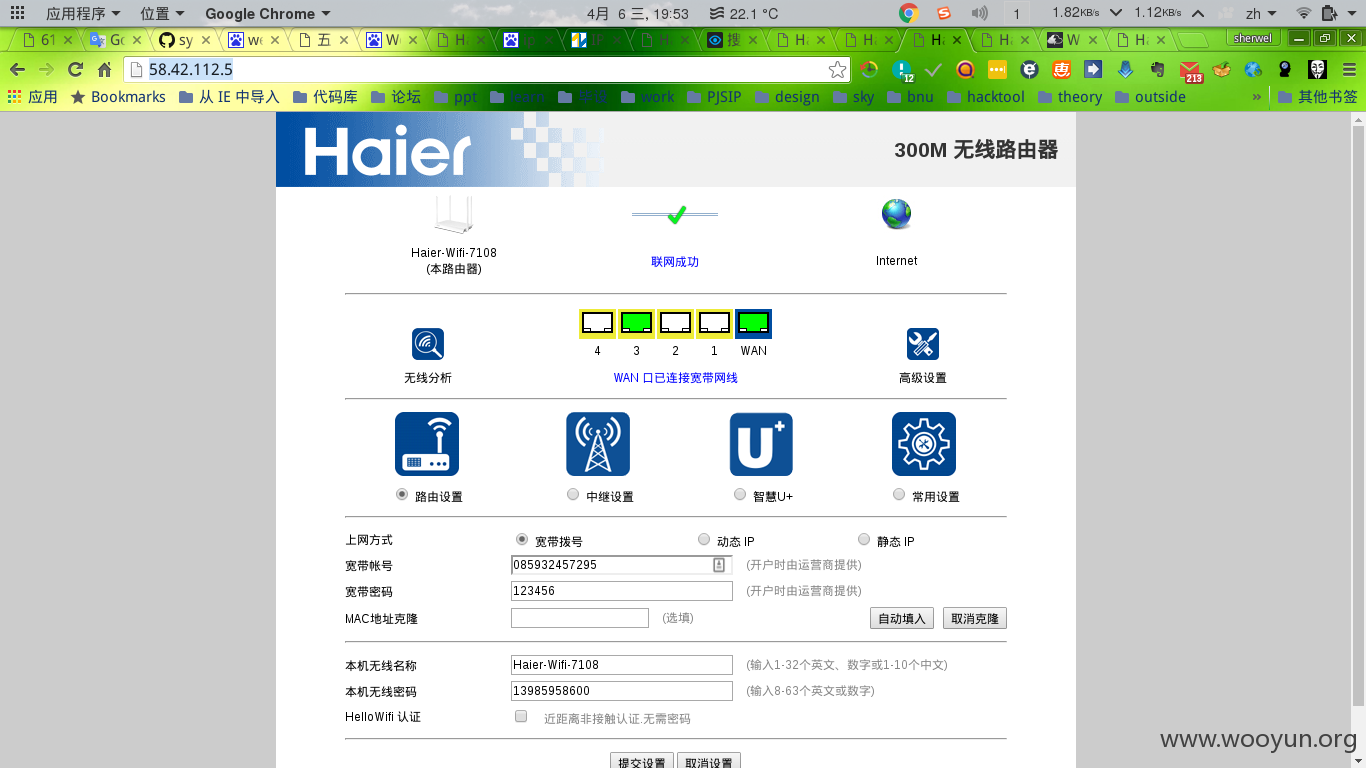 应用程序 位置 Google Chrome 4月 6 三, 19:53 22.1 °C 1 1.82KB/s 1.12KB/s zh
61 Go sy we 五 We Ha IP Ha 搜 Ha Ha Ha Ha W Ha sherwel
58.42.112.5 12 213
应用 Bookmarks 从 IE 中导入 代码库 论坛 ppt learn work PJSIP design sky bnu hacktool theory outside » 其他书签
Haier 300M 无线路由器
Haier-Wifi-7108
(本路由器)
联网成功
Internet
4 3 2 1 WAN
无线分析
WAN 口已连接宽带网线
高级设置
U+
路由设置 中继设置 智慧U+ 常用设置
上网方式 宽带拨号 动态 IP 静态 IP
宽带帐号 085932457295 (开户时由运营商提供)
宽带密码 123456 (开户时由运营商提供)
MAC地址克隆 (选填) 自动填入 取消克隆
本机无线名称 Haier-Wifi-7108 (输入1-32个英文、数字或1-10个中文)
本机无线密码 13985958600 (输入8-63个英文或数字)
HelloWifi 认证 近距离非接触认证.无需密码
提交设置 取消设置
www.wooyun.org